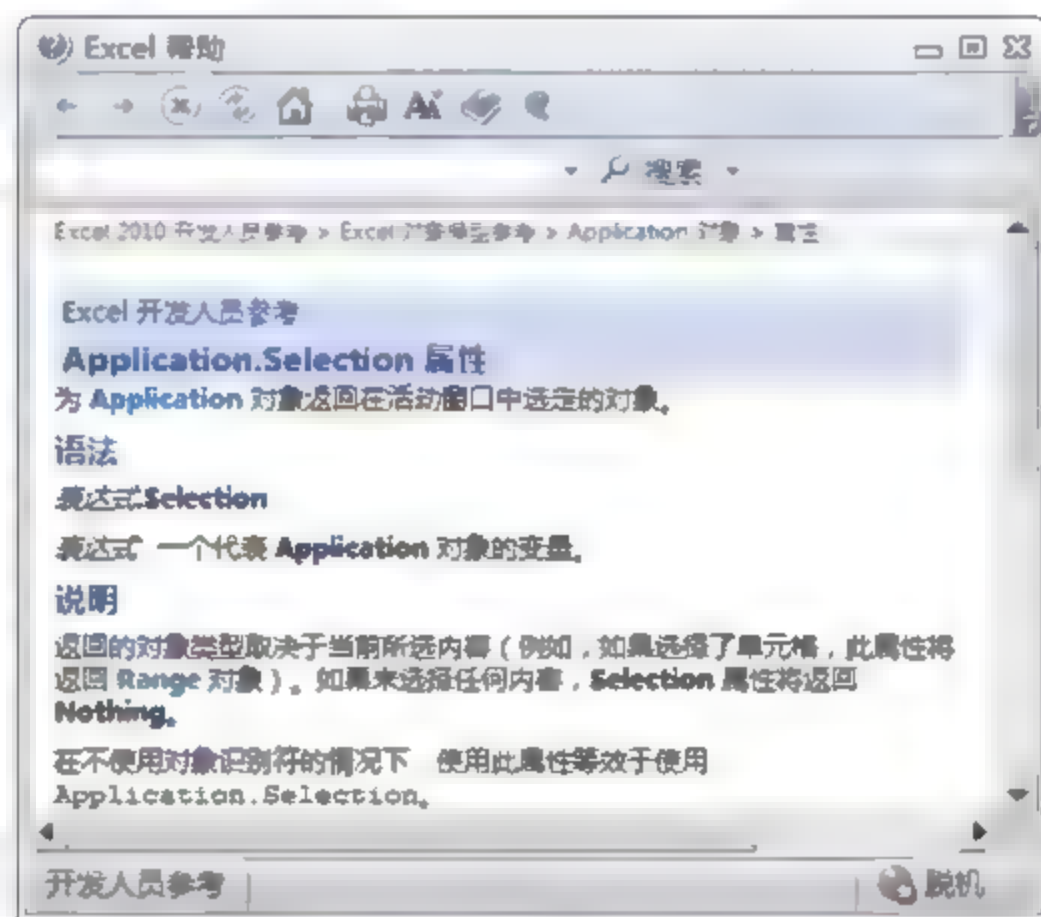 Excel 帮助
搜索
Excel 2010 开发人员参考 > Excel 对象模型参考 > Application 对象 > 属性
Excel 开发人员参考
Application.Selection 属性
为 Application 对象返回在活动窗口中选定的对象。
语法
表达式.Selection
表达式 一个代表 Application 对象的变量。
说明
返回的对象类型取决于当前所选内容(例如,如果选择了单元格,此属性将
返回 Range 对象)。如果未选择任何内容,Selection 属性将返回
Nothing。
在不使用对象识别符的情况下 使用此属性等效于使用
Application.Selection。
开发人员参考
脱机